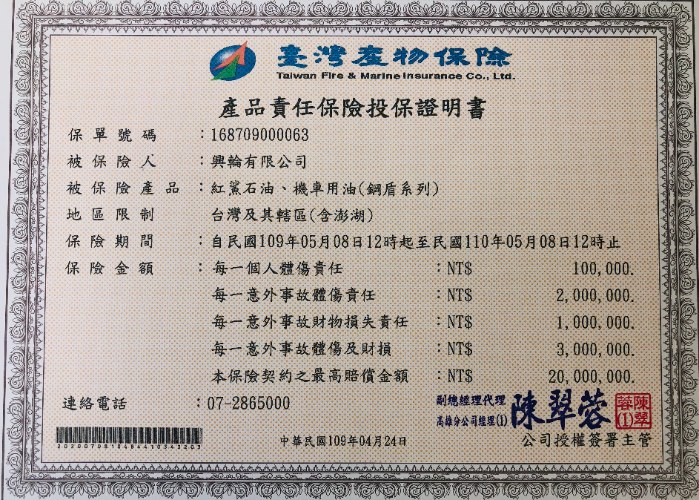 臺灣產物保險
Taiwan Fire & Marine Insurance Co., Ltd.
產品責任保險投保證明書
保單號碼：168709000063
被保險人：興輪有限公司
被保險產品：紅鯊石油、機車用油(鋼盾系列)
地區限制：台灣及其轄區(含澎湖)
保險期間：自民國109年05月08日12時起至民國110年05月08日12時止
保險金額：每一個人體傷責任：NT$ 100,000.
每一意外事故體傷責任：NT$ 2,000,000.
每一意外事故財物損失責任：NT$ 1,000,000.
每一意外事故體傷及財損：NT$ 3,000,000.
本保險契約之最高賠償金額：NT$ 20,000,000.
連絡電話：07-2865000
副總經理代理
高雄分公司經理(1)
陳翠蓉
陳翠蓉(1)
公司授權簽署主管
中華民國109年04月24日